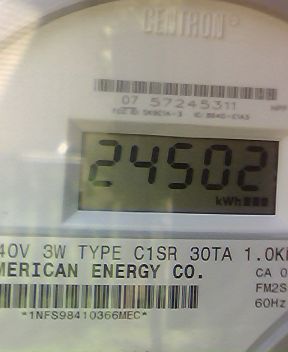 CENTRON®
07 57245311
24502
kWh
40V 3W TYPE C1SR 30TA 1.0K
MERICAN ENERGY CO.
CA 0
FM2S
60Hz
*1NFS98410366MEC*